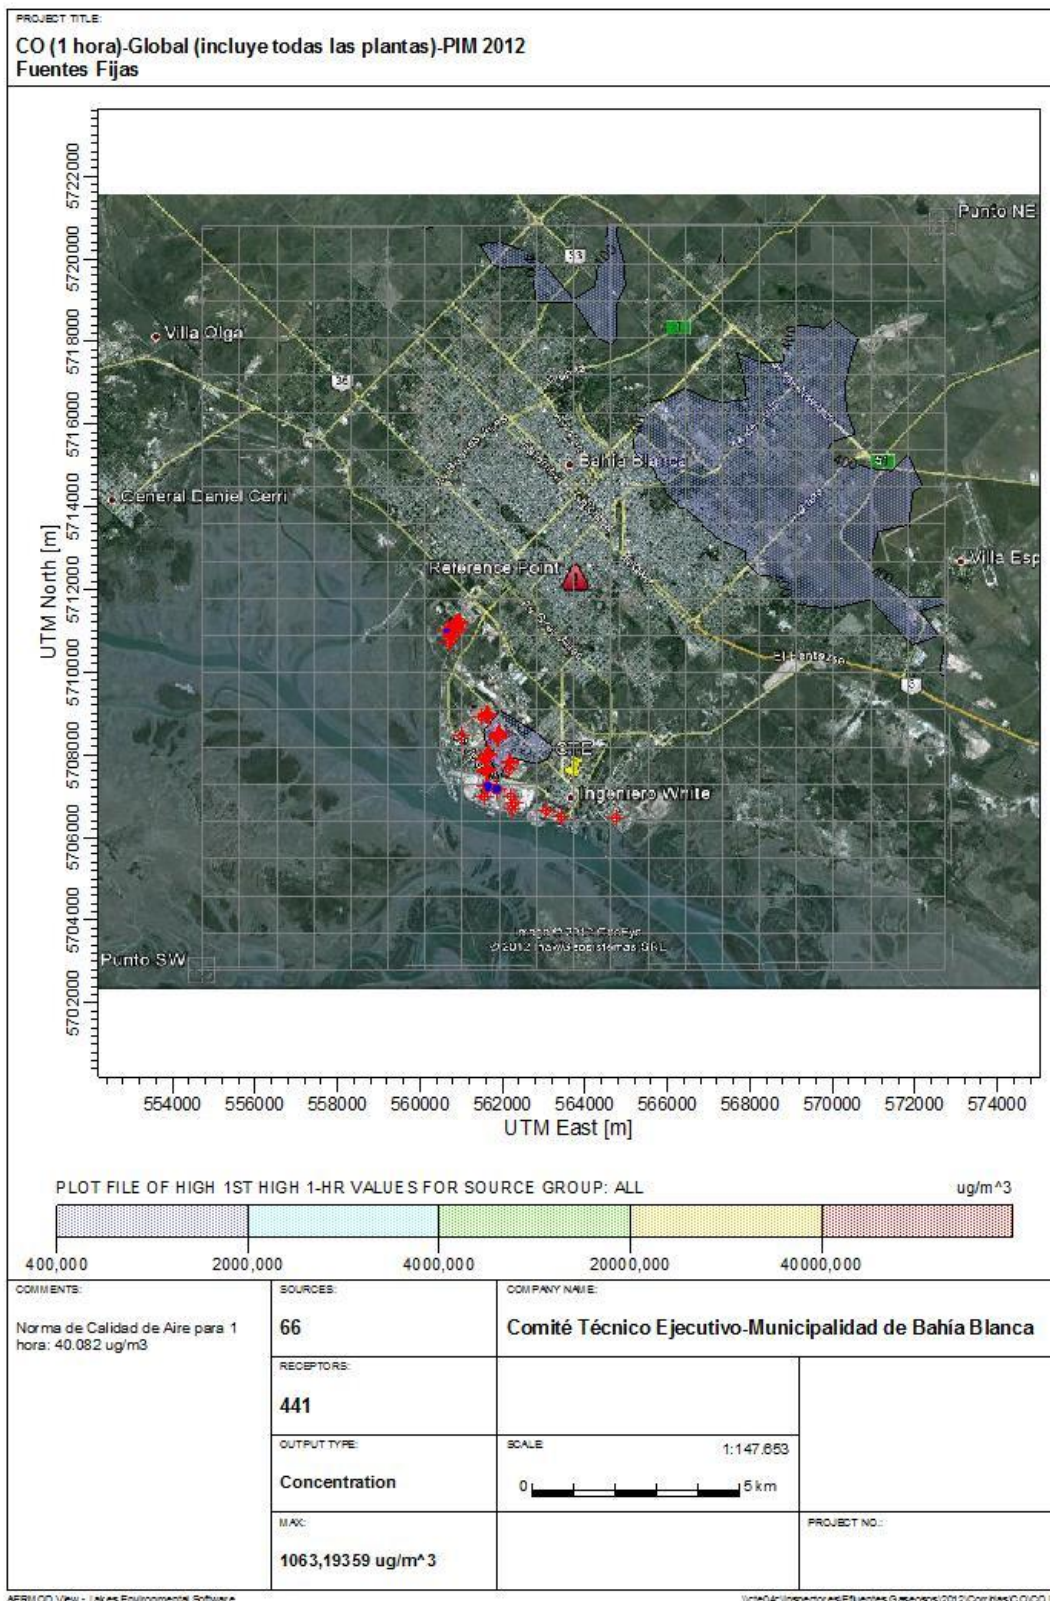 PROJECT TITLE:
CO (1 hora)-Global (incluye todas las plantas)-PIM 2012
Fuentes Fijas
UTM North [m]
5722000
5720000
5718000
5716000
5714000
5712000
5710000
5708000
5706000
5704000
5702000
Punto NE
33
Villa Olga
36
Bahía Blanca
General Daniel Cerri
Reference Point
Villa Esp
400
3
CTE
Ingeniero White
Punto SW
554000 556000 558000 560000 562000 564000 566000 568000 570000 572000 574000
UTM East [m]
PLOT FILE OF HIGH 1ST HIGH 1-HR VALUES FOR SOURCE GROUP: ALL
ug/m^3
400,000 2000,000 4000,000 20000,000 40000,000
COMMENTS:
Norma de Calidad de Aire para 1
hora: 40.082 ug/m3
SOURCES:
66
COMPANY NAME:
Comité Técnico Ejecutivo-Municipalidad de Bahía Blanca
RECEPTORS:
441
OUTPUT TYPE:
Concentration
SCALE:
1:147.653
0 5 km
MAX:
1063,19359 ug/m^3
PROJECT NO.:
AERMOD View - Lakes Environmental Software